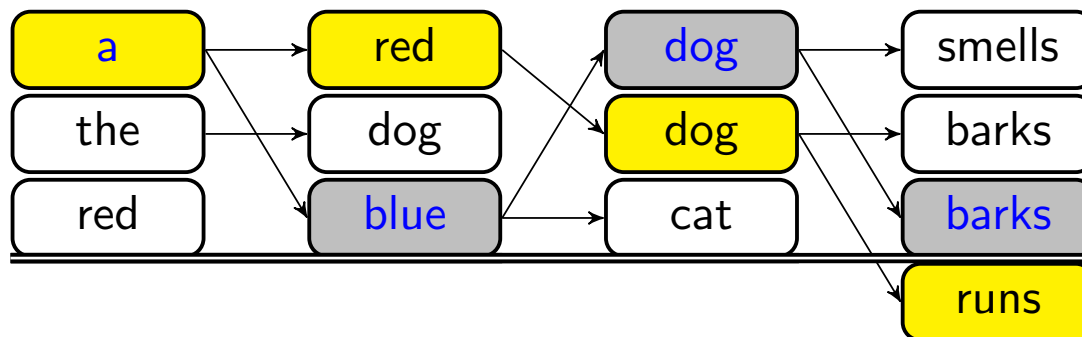 a red dog smells
the dog dog barks
red blue cat barks
runs